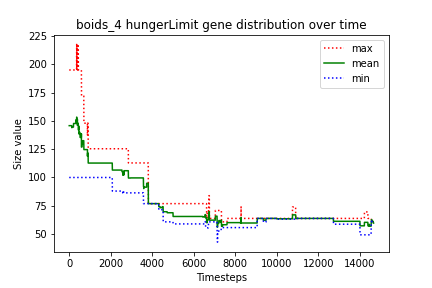 boids_4 hungerLimit gene distribution over time
225
200
175
150
125
100
75
50
Size value
max
mean
min
0 2000 4000 6000 8000 10000 12000 14000
Timesteps